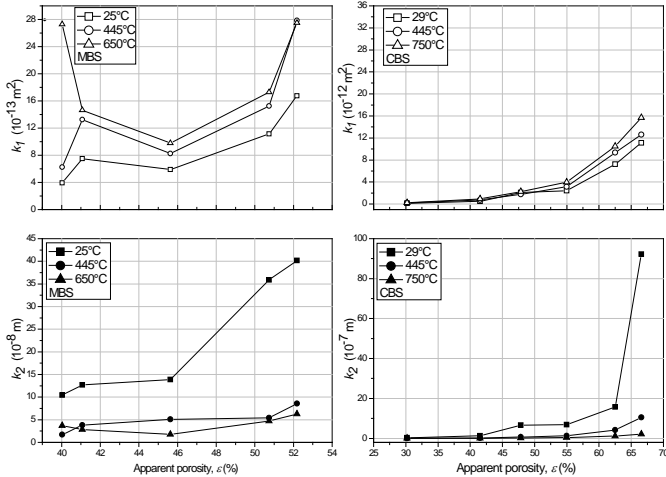 28
24
20
16
12
8
4
0
k1 (10-13 m2)
25°C
445°C
650°C
MBS
36
32
28
24
20
16
12
8
4
0
k1 (10-12 m2)
29°C
445°C
750°C
CBS
45
40
35
30
25
20
15
10
5
0
k2 (10-8 m)
25°C
445°C
650°C
MBS
40 42 44 46 48 50 52 54
Apparent porosity, ε (%)
100
80
60
40
20
0
k2 (10-7 m)
29°C
445°C
750°C
CBS
25 30 35 40 45 50 55 60 65 70
Apparent porosity, ε (%)